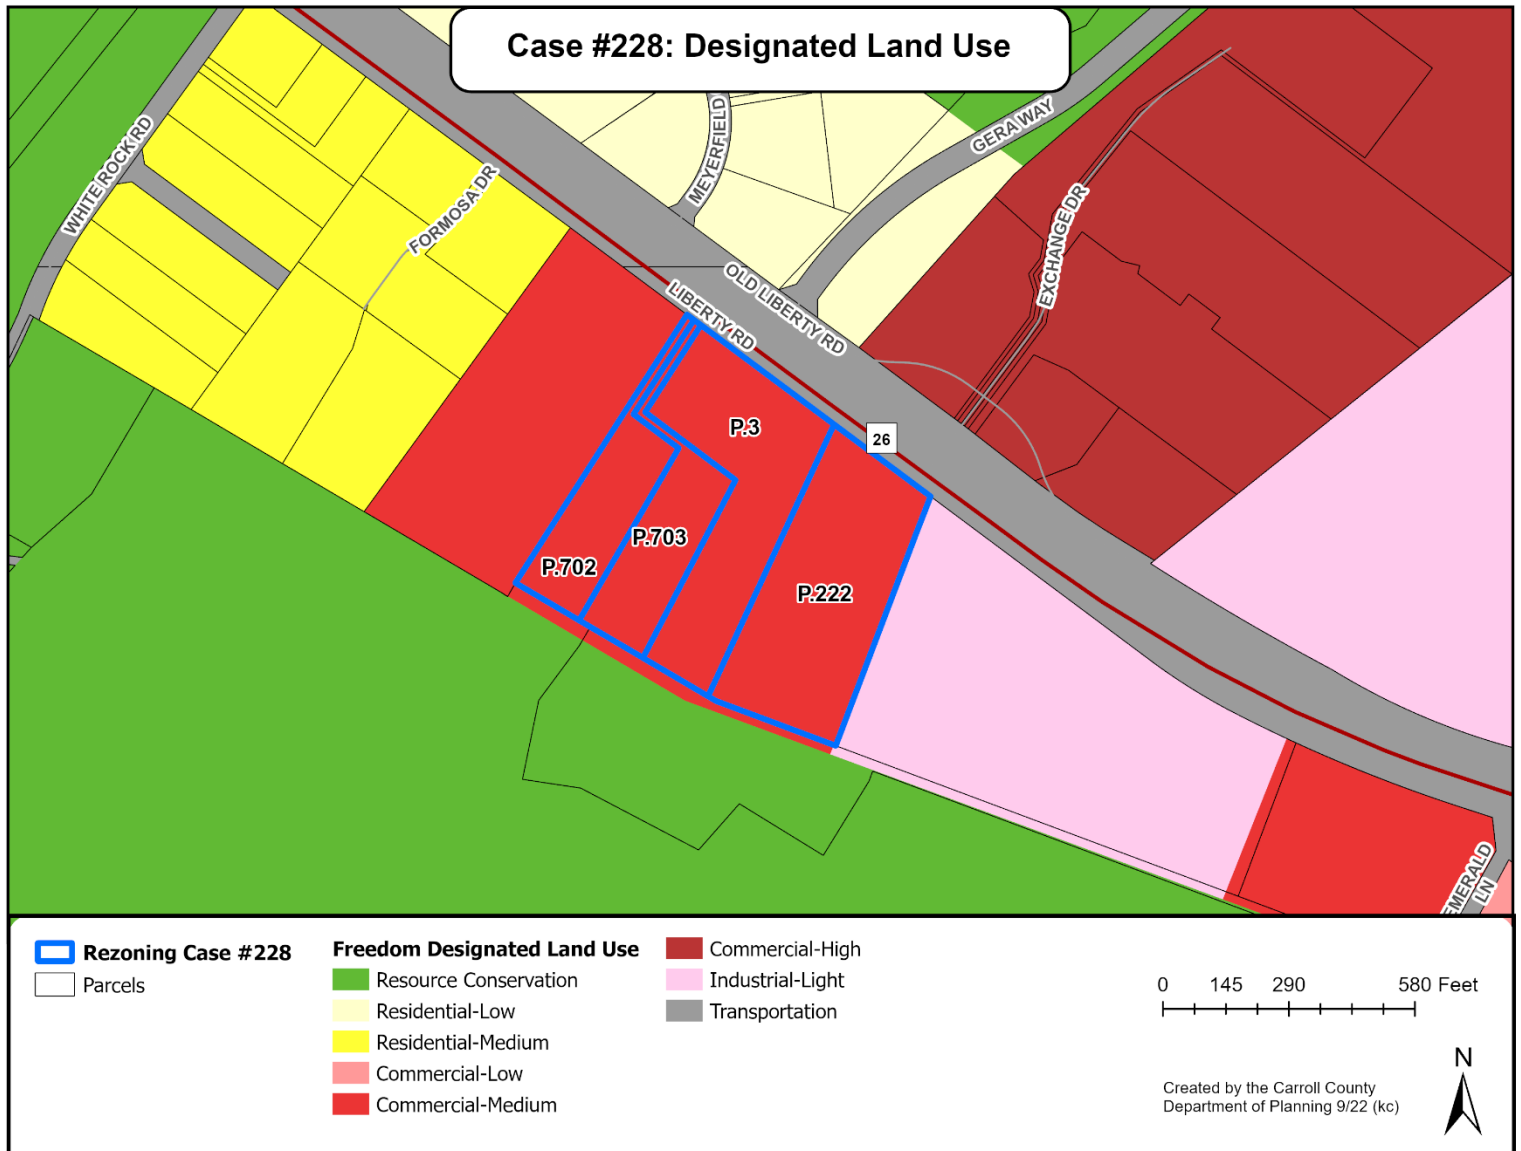 Case #228: Designated Land Use
WHITE ROCK RD
FORMOSA DR
MEYERFIELD
GERA WAY
EXCHANGE DR
OLD LIBERTY RD
LIBERTY RD
26
P.3
P.703
P.702
P.222
EMERALD
LN
Rezoning Case #228
Parcels
Freedom Designated Land Use
Resource Conservation
Residential-Low
Residential-Medium
Commercial-Low
Commercial-Medium
Commercial-High
Industrial-Light
Transportation
0 145 290 580 Feet
Created by the Carroll County
Department of Planning 9/22 (kc)
N